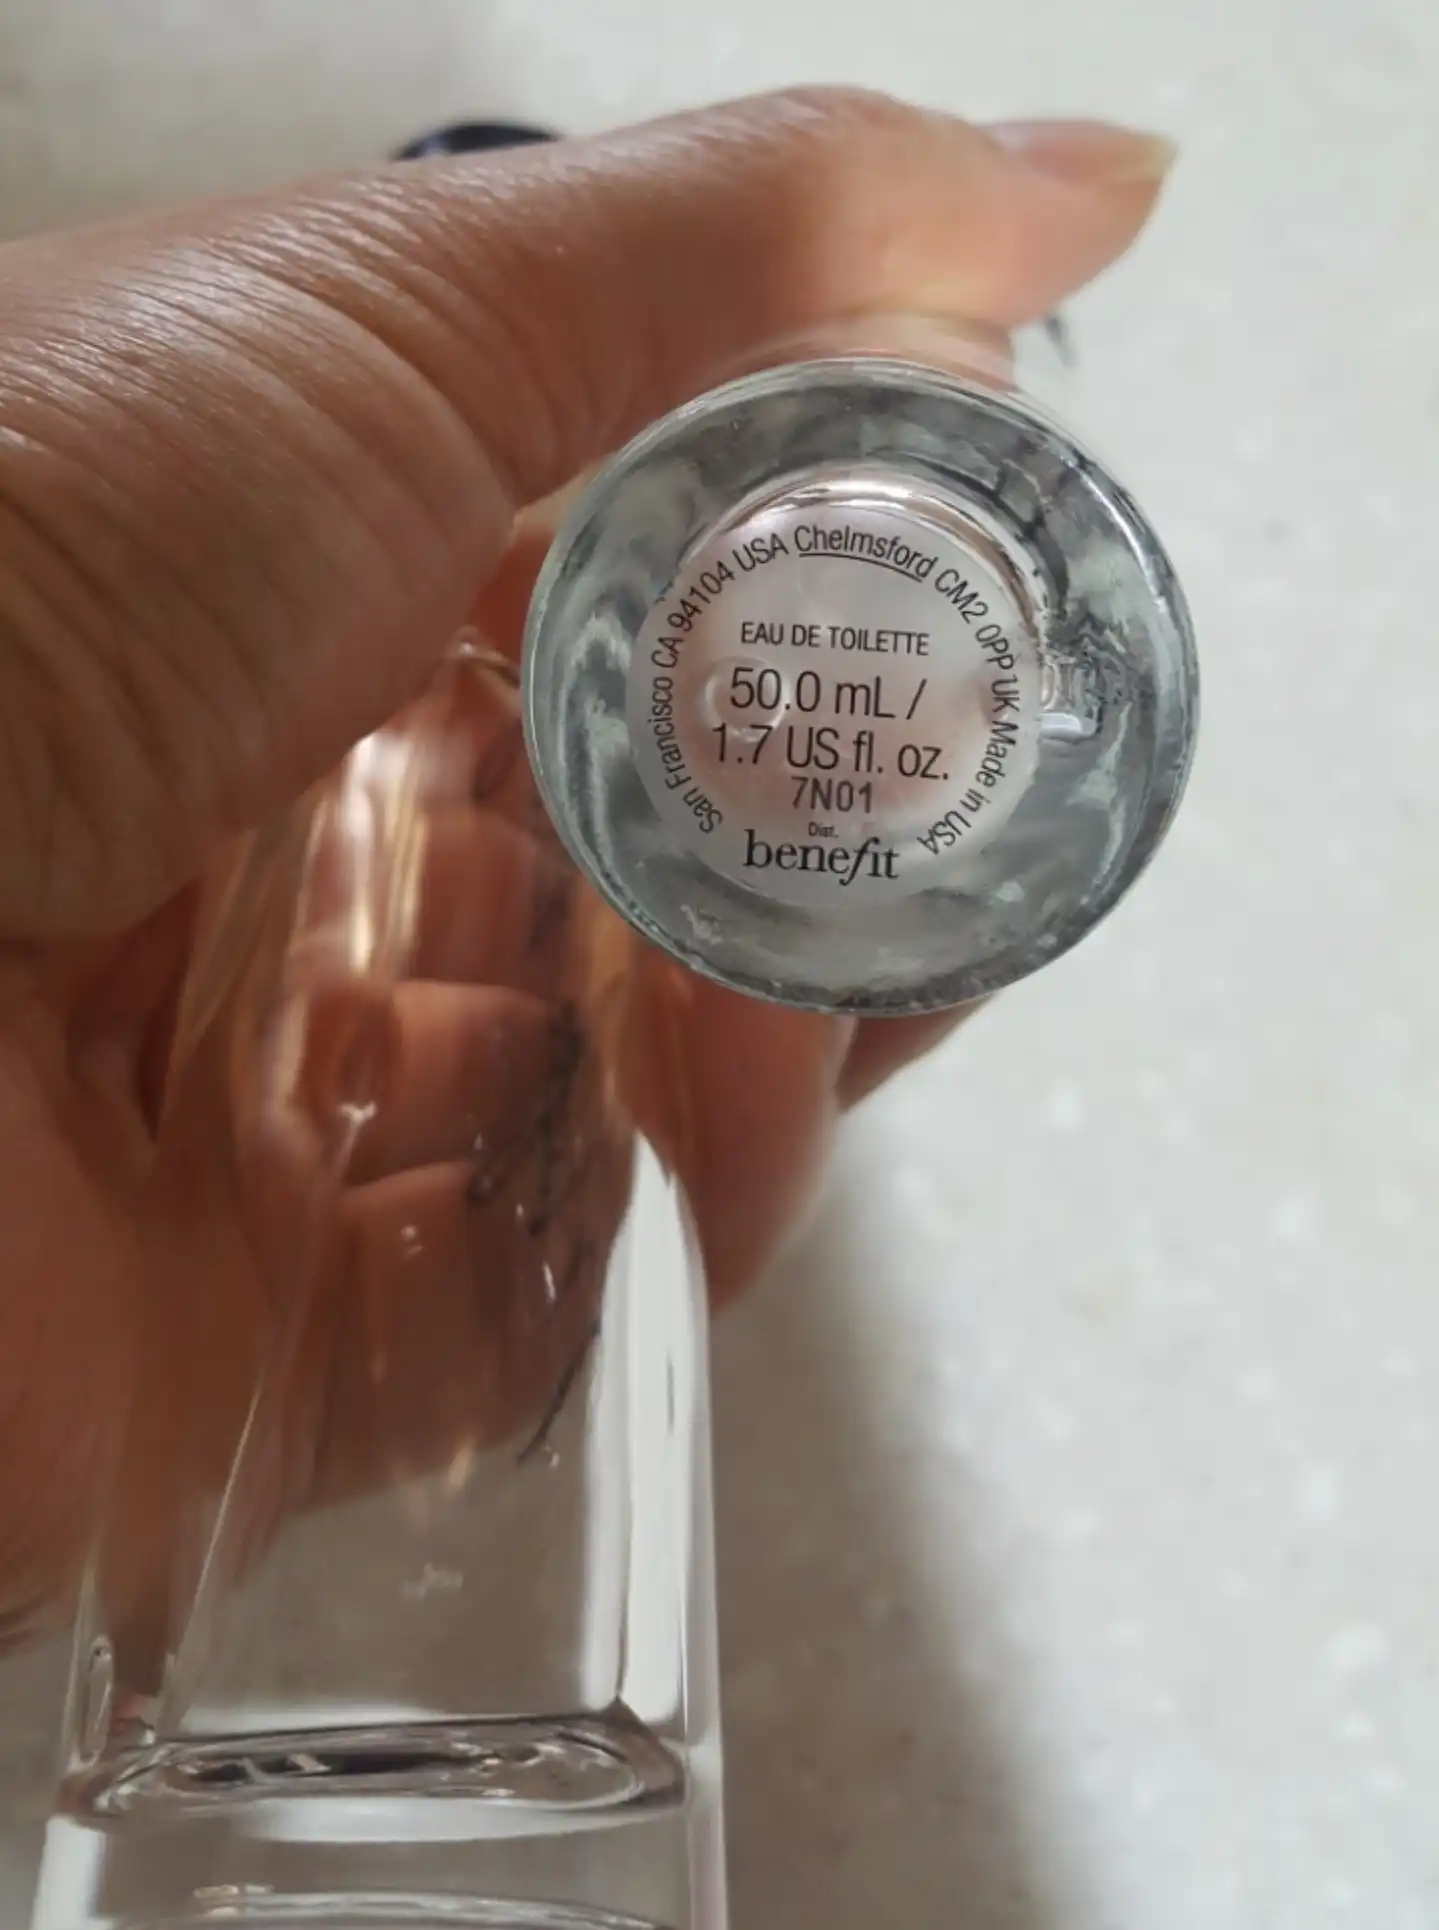 San Francisco CA 94104 USA Chelmsford CM2 0PP UK Made in USA
EAU DE TOILETTE
50.0 mL /
1.7 US fl. oz.
7N01
Dist.
benefit